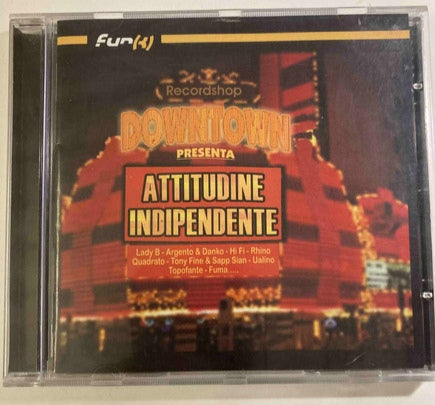 Fun(k)
Recordshop
DOWNTOWN
PRESENTA
ATTITUDINE
INDIPENDENTE
Lady B - Argento & Danko - Hi Fi - Rhino
Quadrato - Tony Fine & Sapp Sian - Ualino
Topofante - Fuma.....